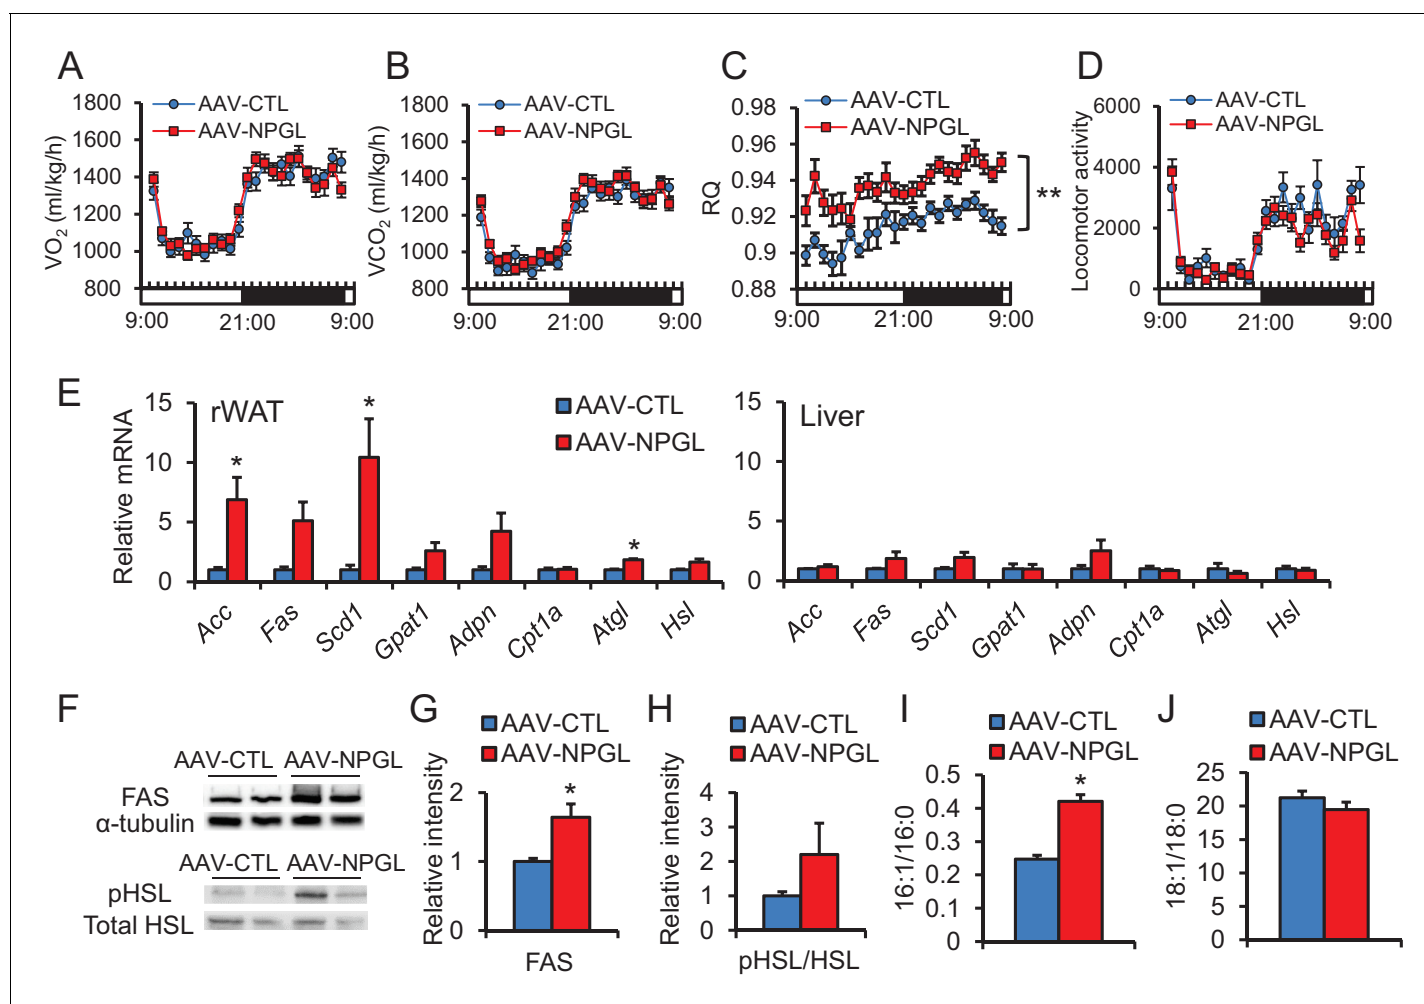 A
AAV-CTL
AAV-NPGL
VO2 (ml/kg/h)
1800
1600
1400
1200
1000
800
9:00 21:00 9:00
B
AAV-CTL
AAV-NPGL
VCO2 (ml/kg/h)
1800
1600
1400
1200
1000
800
9:00 21:00 9:00
C
AAV-CTL
AAV-NPGL
RQ
0.98
0.96
0.94
0.92
0.9
0.88
**
9:00 21:00 9:00
D
AAV-CTL
AAV-NPGL
Locomotor activity
6000
4000
2000
0
9:00 21:00 9:00
E
rWAT
AAV-CTL
AAV-NPGL
Relative mRNA
15
10
5
0
* * *
Acc Fas Scd1 Gpat1 Adpn Cpt1a Atgl Hsl
Liver
15
10
5
0
Acc Fas Scd1 Gpat1 Adpn Cpt1a Atgl Hsl
F
AAV-CTL AAV-NPGL
FAS
α-tubulin
AAV-CTL AAV-NPGL
pHSL
Total HSL
G
AAV-CTL
AAV-NPGL
Relative intensity
2
1
0
*
FAS
H
AAV-CTL
AAV-NPGL
Relative intensity
6
4
2
1
0
pHSL/HSL
I
AAV-CTL
AAV-NPGL
16:1/16:0
0.5
0.4
0.3
0.2
0.1
0
*
J
AAV-CTL
AAV-NPGL
18:1/18:0
25
20
15
10
5
0